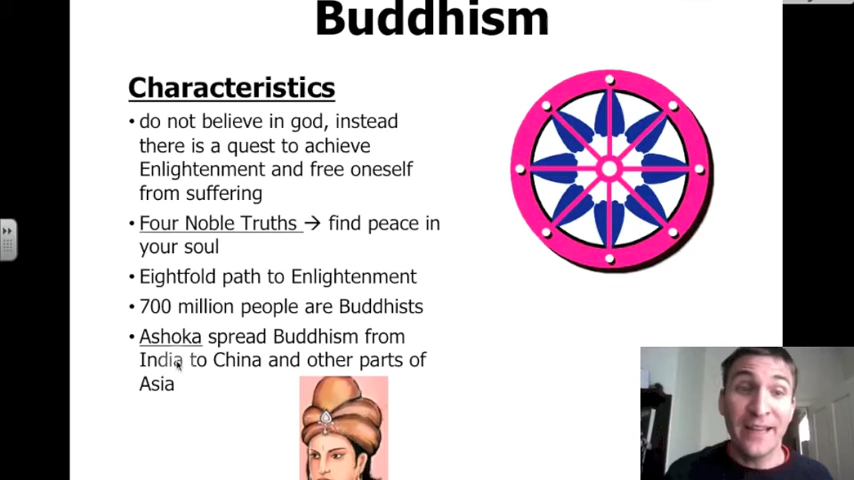 Buddhism
Characteristics
• do not believe in god, instead
there is a quest to achieve
Enlightenment and free oneself
from suffering
• Four Noble Truths → find peace in
your soul
• Eightfold path to Enlightenment
• 700 million people are Buddhists
• Ashoka spread Buddhism from
India to China and other parts of
Asia